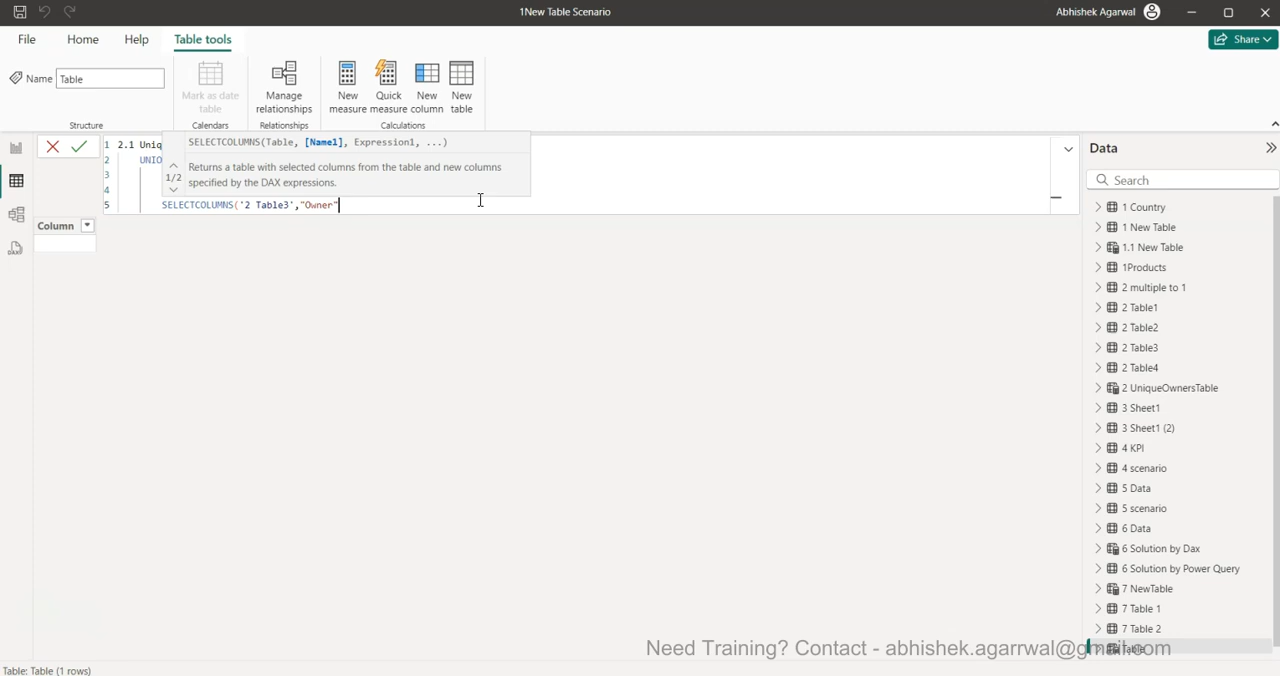 1New Table Scenario
Abhishek Agarwal
File Home Help Table tools
Share
Name Table
Mark as date table
Manage relationships
New measure
Quick measure
New column
New table
Structure
Calendars
Relationships
Calculations
1 2.1 Uniq
SELECTCOLUMNS(Table, [Name1], Expression1, ...)
2 UNIO
1/2
Returns a table with selected columns from the table and new columns
specified by the DAX expressions.
3
4
5 SELECTCOLUMNS('2 Table3',"Owner"
Column
DAX
Data
Search
1 Country
1 New Table
1.1 New Table
1Products
2 multiple to 1
2 Table1
2 Table2
2 Table3
2 Table4
2 UniqueOwnersTable
3 Sheet1
3 Sheet1 (2)
4 KPI
4 scenario
5 Data
5 scenario
6 Data
6 Solution by Dax
6 Solution by Power Query
7 NewTable
7 Table 1
7 Table 2
Table
Need Training? Contact - abhishek.agarrwal@gmail.com
Table: Table (1 rows)